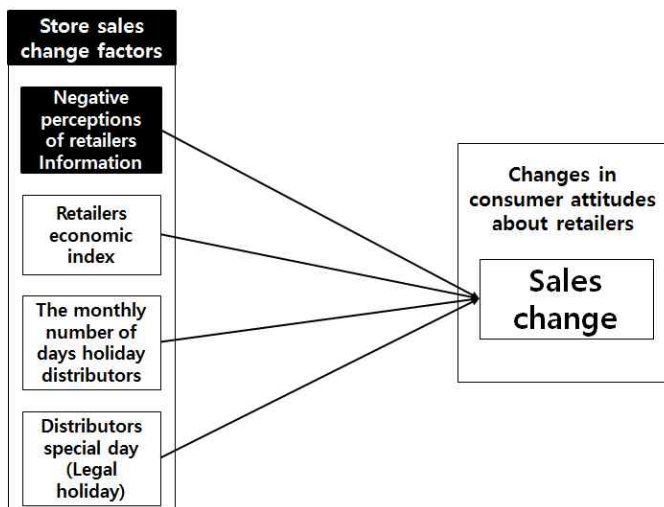 Store sales
change factors
Negative
perceptions
of retailers
Information
Retailers
economic
index
The monthly
number of
days holiday
distributors
Distributors
special day
(Legal
holiday)
Changes in
consumer attitudes
about retailers
Sales
change